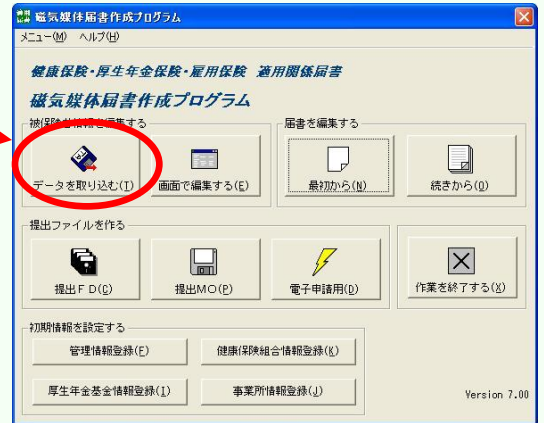 磁気媒体届書作成プログラム
メニュー(M) ヘルプ(H)
健康保険・厚生年金保険・雇用保険 適用関係届書
磁気媒体届書作成プログラム
被保険者情報を編集する
届書を編集する
データを取り込む(T)
画面で編集する(E)
最初から(N)
続きから(O)
提出ファイルを作る
提出FD(C)
提出MO(P)
電子申請用(D)
作業を終了する(X)
初期情報を設定する
管理情報登録(F)
健康保険組合情報登録(K)
厚生年金基金情報登録(I)
事業所情報登録(J)
Version 7.00